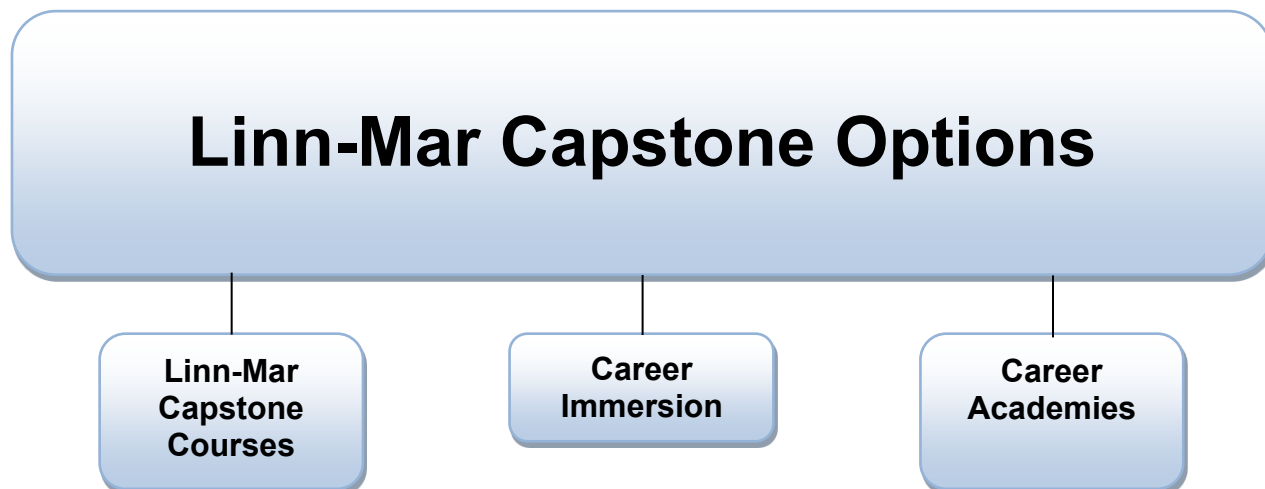 Linn-Mar Capstone Options
Linn-Mar
Capstone
Courses
Career
Immersion
Career
Academies